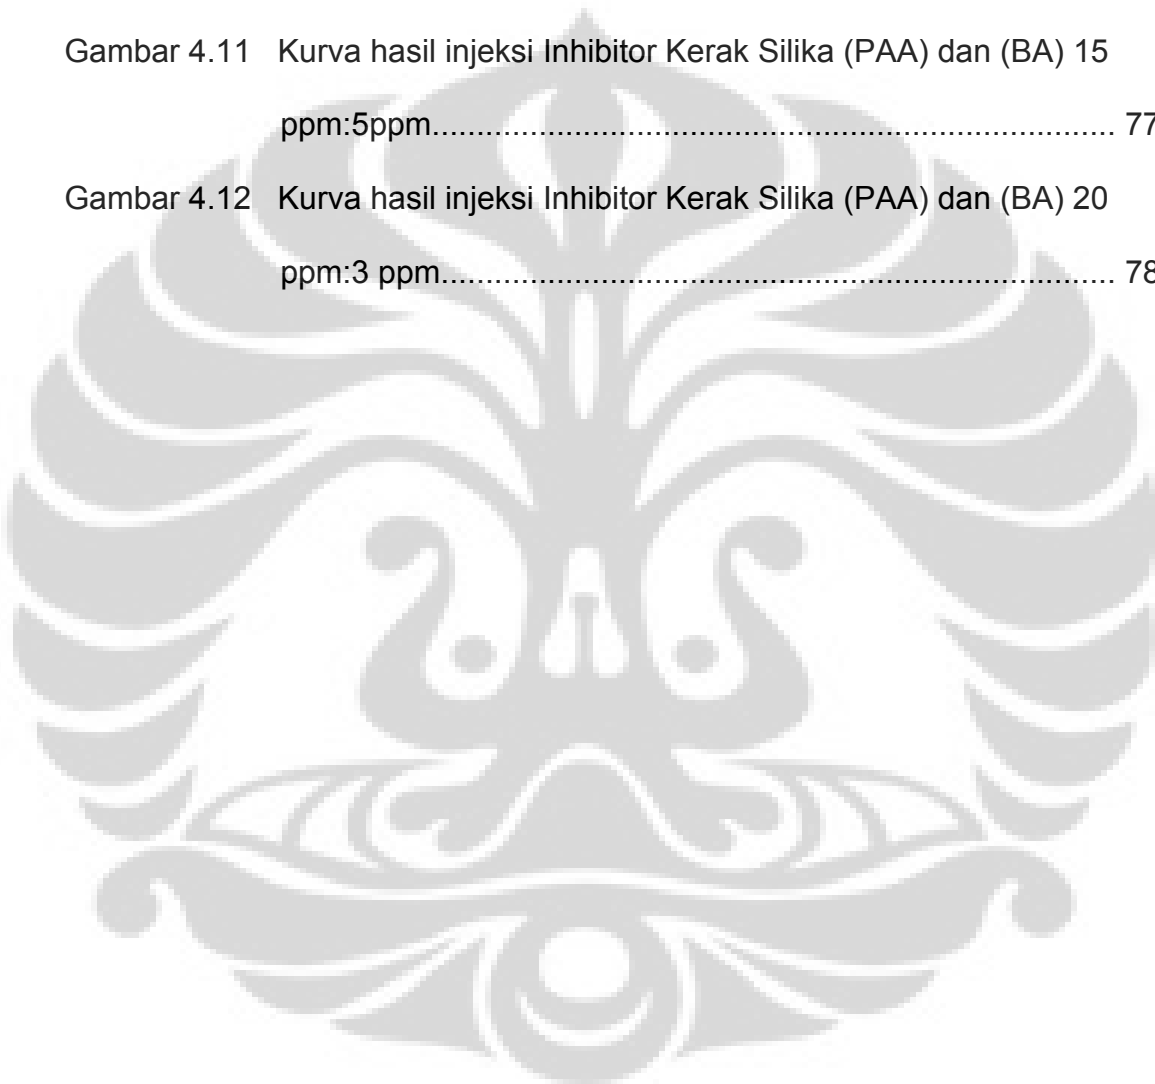 Gambar 4.11 Kurva hasil injeksi Inhibitor Kerak Silika (PAA) dan (BA) 15
ppm:5ppm............................................................................ 77
Gambar 4.12 Kurva hasil injeksi Inhibitor Kerak Silika (PAA) dan (BA) 20
ppm:3 ppm........................................................................... 78